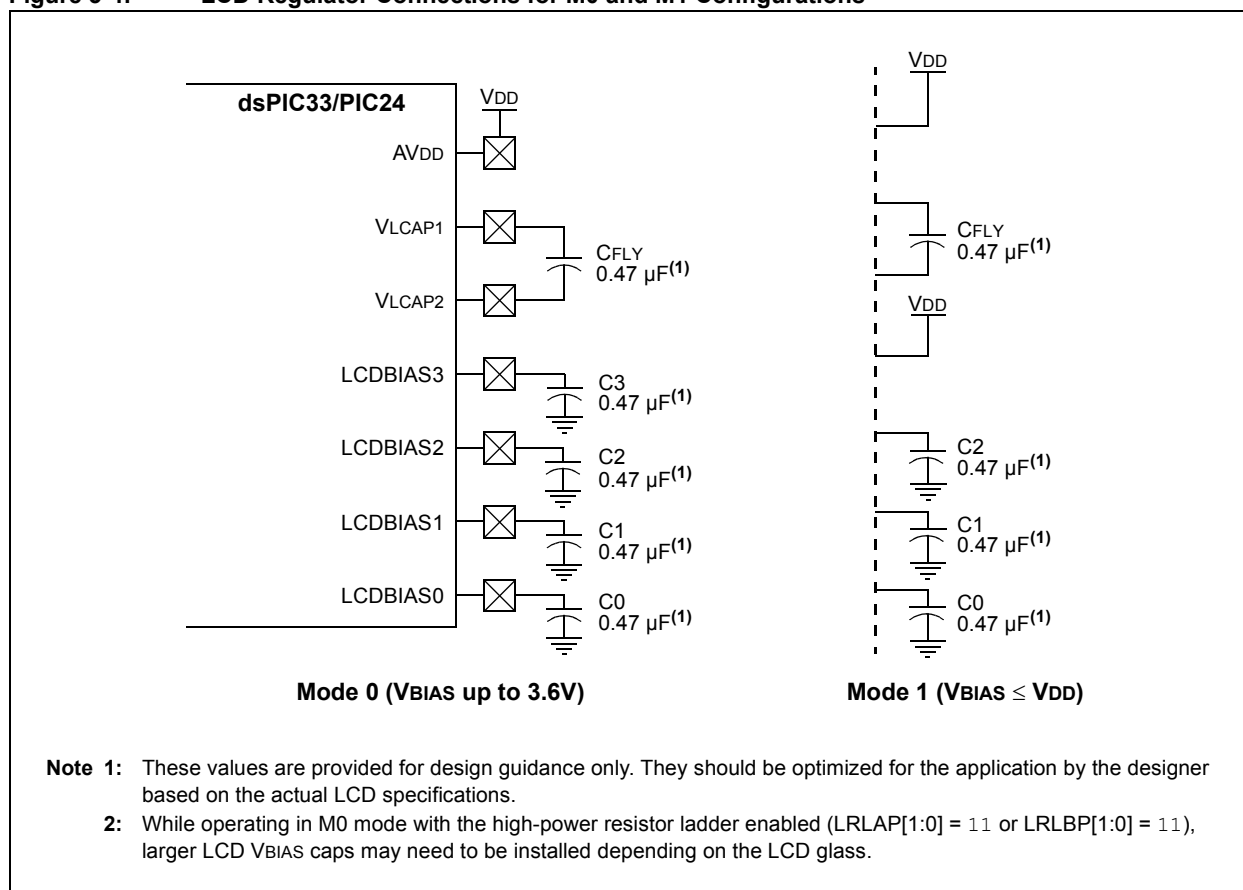 Figure 3-4: LCD Regulator Connections for M0 and M1 Configurations
VDD
dsPIC33/PIC24
VDD
AVDD
VLCAP1
CFLY
0.47 µF(1)
VLCAP2
CFLY
0.47 µF(1)
VDD
LCDBIAS3
C3
0.47 µF(1)
LCDBIAS2
C2
0.47 µF(1)
C2
0.47 µF(1)
LCDBIAS1
C1
0.47 µF(1)
C1
0.47 µF(1)
LCDBIAS0
C0
0.47 µF(1)
C0
0.47 µF(1)
Mode 0 (VBIAS up to 3.6V)
Mode 1 (VBIAS ≤ VDD)
Note 1: These values are provided for design guidance only. They should be optimized for the application by the designer
based on the actual LCD specifications.
2: While operating in M0 mode with the high-power resistor ladder enabled (LRLAP[1:0] = 11 or LRLBP[1:0] = 11),
larger LCD VBIAS caps may need to be installed depending on the LCD glass.